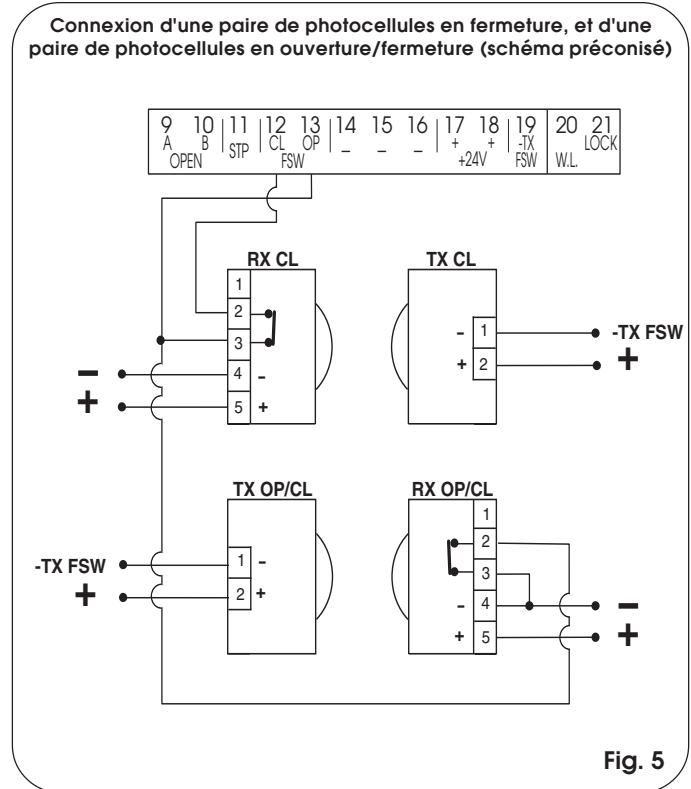 Connexion d'une paire de photocellules en fermeture, et d'une
paire de photocellules en ouverture/fermeture (schéma préconisé)
9 10 11 12 13 14 15 16 17 18 19 20 21
A B STP CL OP – – – + + -TX LOCK
OPEN FSW +24V FSW W.L.
RX CL TX CL
1
2
3
4 -
5 +
–
+
- 1
+ 2
-TX FSW
+
TX OP/CL RX OP/CL
-TX FSW
+
1 -
2 +
1
2
3
- 4
+ 5
–
+
Fig. 5